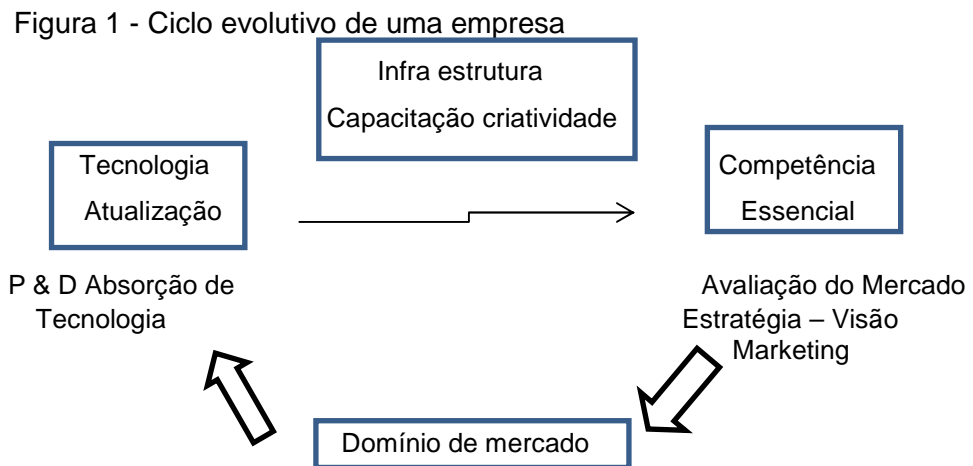 Figura 1 - Ciclo evolutivo de uma empresa
Infra estrutura
Capacitação criatividade
Tecnologia
Atualização
Competência
Essencial
P & D Absorção de
Tecnologia
Avaliação do Mercado
Estratégia – Visão
Marketing
Domínio de mercado